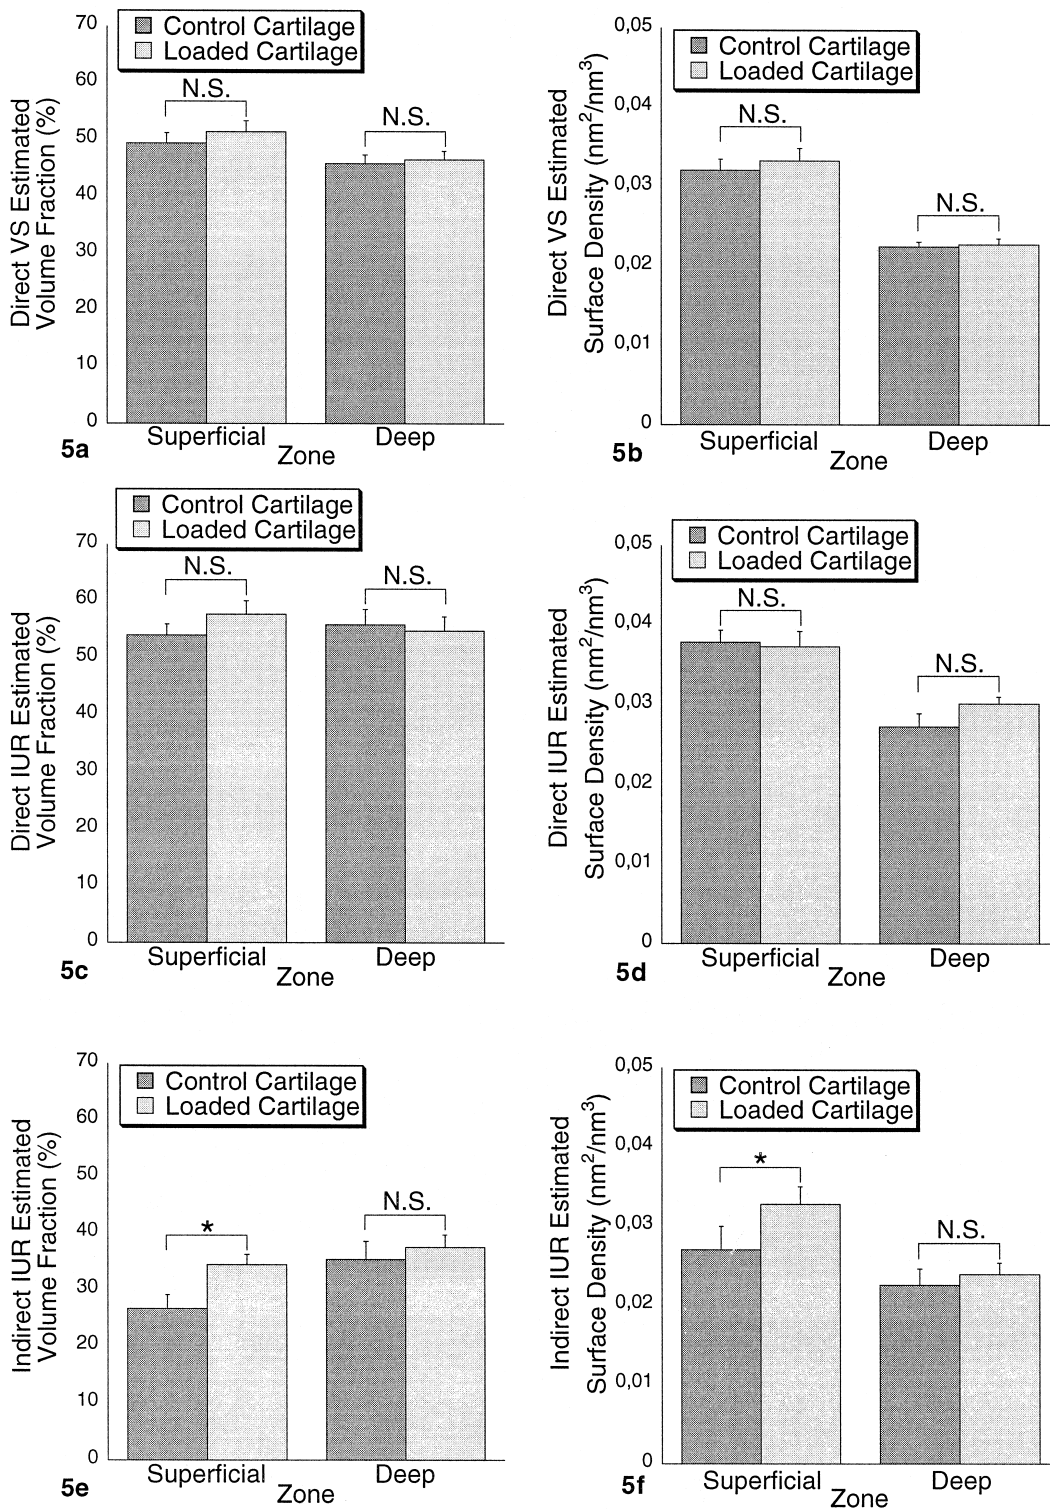 Control Cartilage
Loaded Cartilage
Direct VS Estimated
Volume Fraction (%)
70
60
50
40
30
20
10
0
N.S.
N.S.
Superficial
Deep
Zone
5a
Control Cartilage
Loaded Cartilage
Direct VS Estimated
Surface Density (nm²/nm³)
0,05
0,04
0,03
0,02
0,01
0
N.S.
N.S.
Superficial
Deep
Zone
5b
Control Cartilage
Loaded Cartilage
Direct IUR Estimated
Volume Fraction (%)
70
60
50
40
30
20
10
0
N.S.
N.S.
Superficial
Deep
Zone
5c
Control Cartilage
Loaded Cartilage
Direct IUR Estimated
Surface Density (nm²/nm³)
0,05
0,04
0,03
0,02
0,01
0
N.S.
N.S.
Superficial
Deep
Zone
5d
Control Cartilage
Loaded Cartilage
Indirect IUR Estimated
Volume Fraction (%)
70
60
50
40
30
20
10
0
*
N.S.
Superficial
Deep
Zone
5e
Control Cartilage
Loaded Cartilage
Indirect IUR Estimated
Surface Density (nm²/nm³)
0,05
0,04
0,03
0,02
0,01
0
*
N.S.
Superficial
Deep
Zone
5f